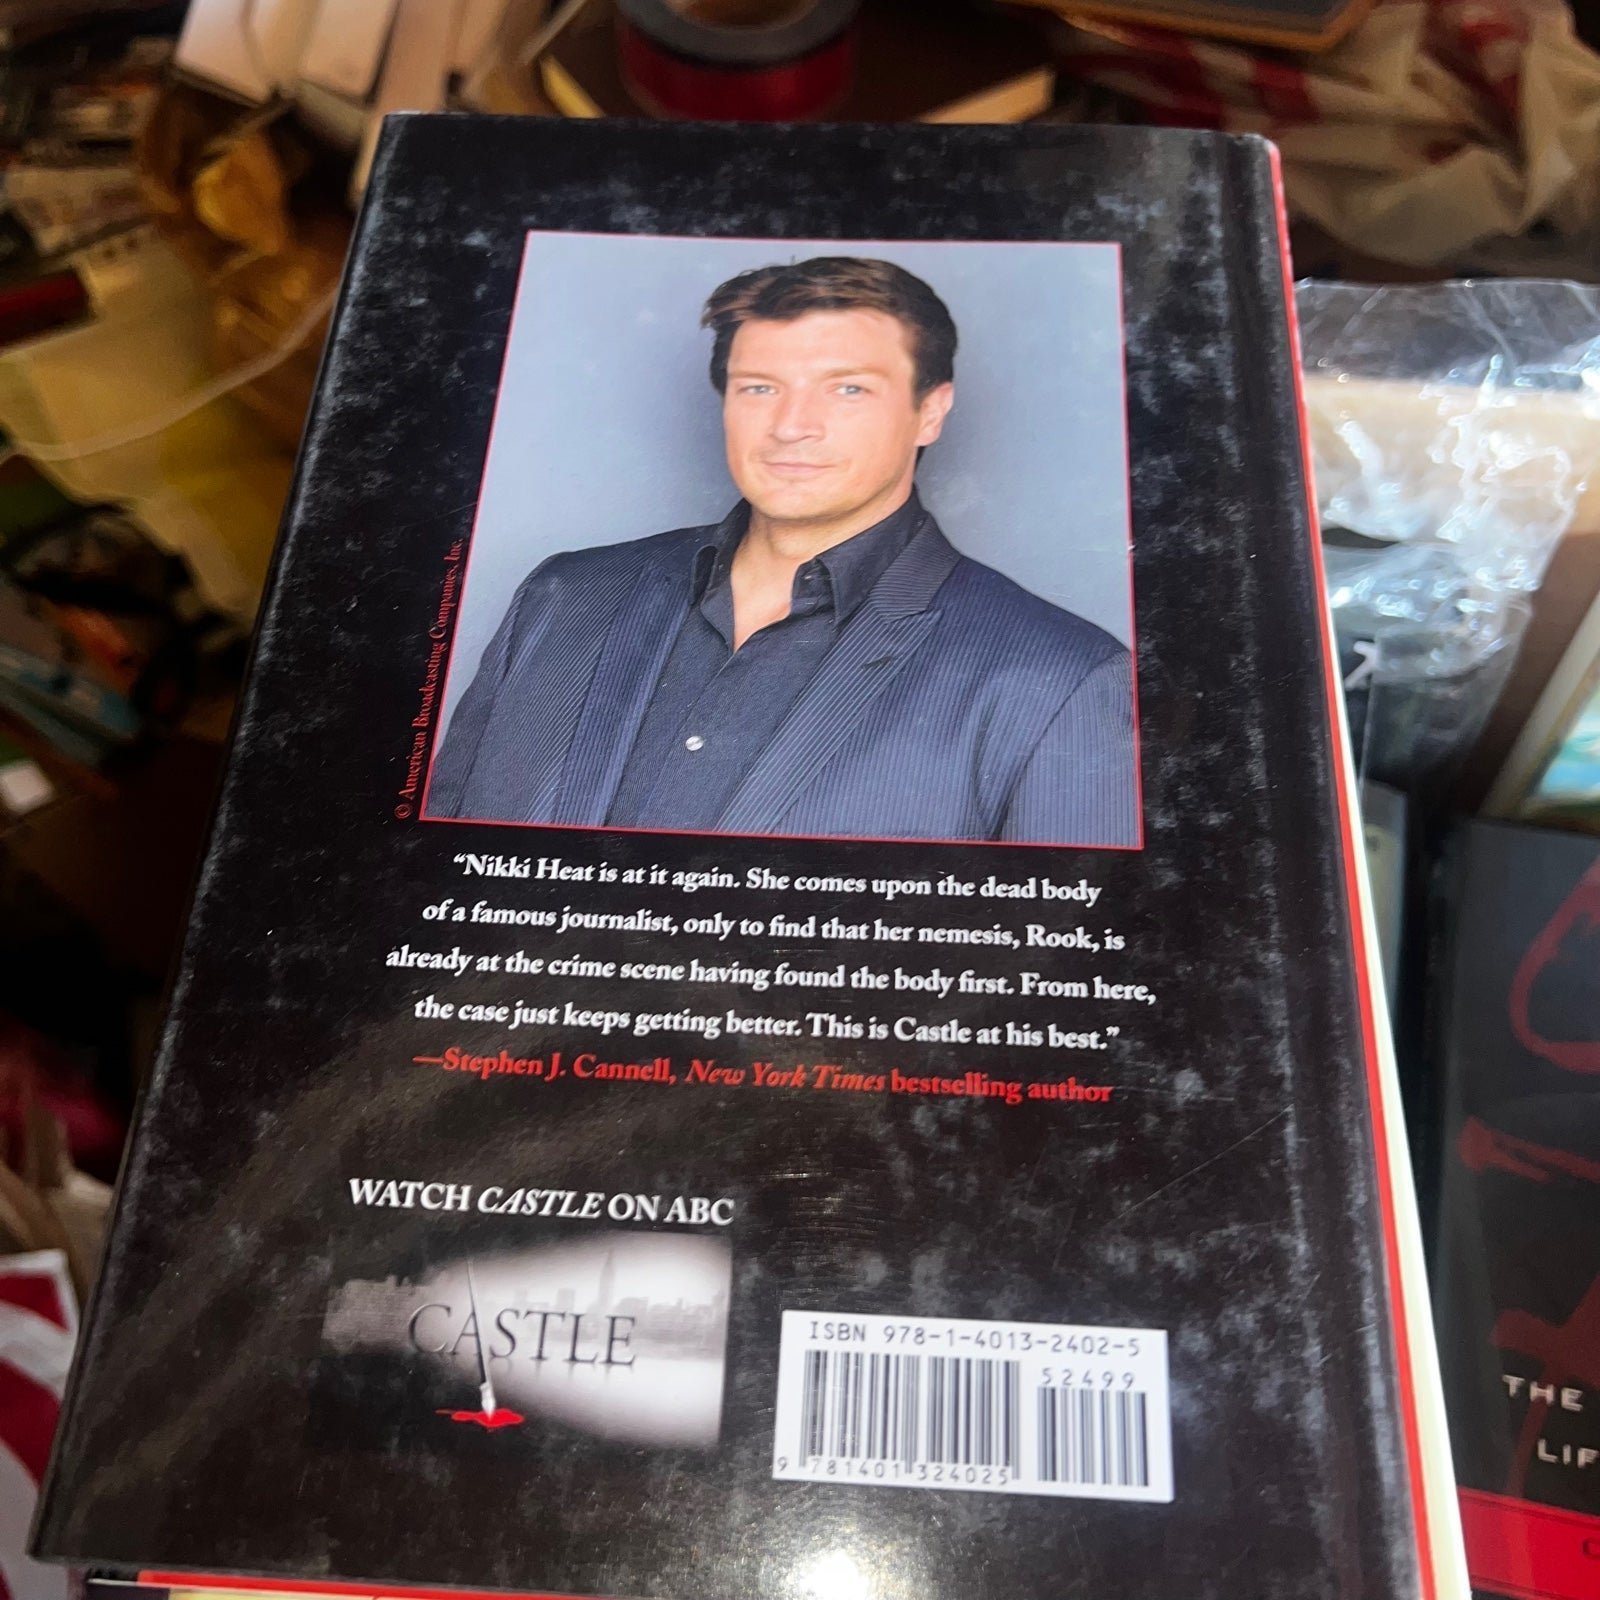 © American Broadcasting Companies, Inc.
“Nikki Heat is at it again. She comes upon the dead body
of a famous journalist, only to find that her nemesis, Rook, is
already at the crime scene having found the body first. From here,
the case just keeps getting better. This is Castle at his best.”
—Stephen J. Cannell, New York Times bestselling author
WATCH CASTLE ON ABC
CASTLE
ISBN 978-1-4013-2402-5
52499
9 781401 324025
THE
LIF